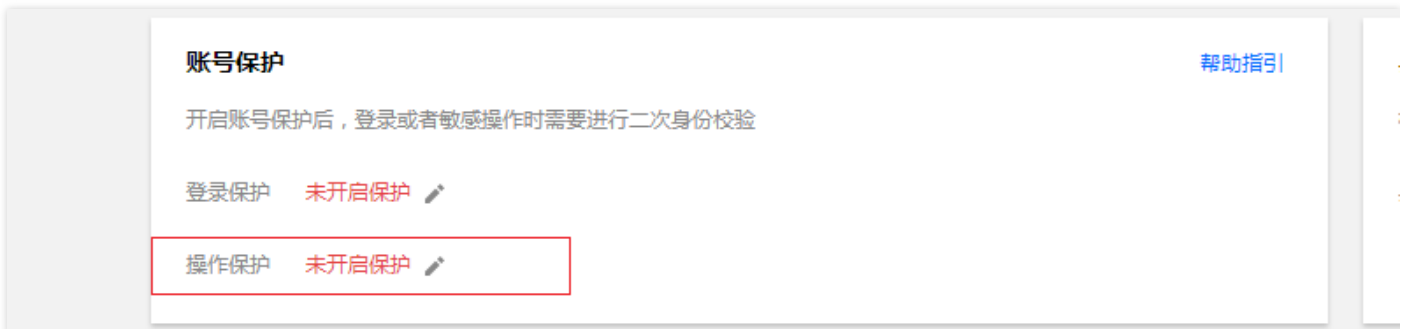 账号保护
帮助指引
开启账号保护后，登录或者敏感操作时需要进行二次身份校验
登录保护 未开启保护
操作保护 未开启保护